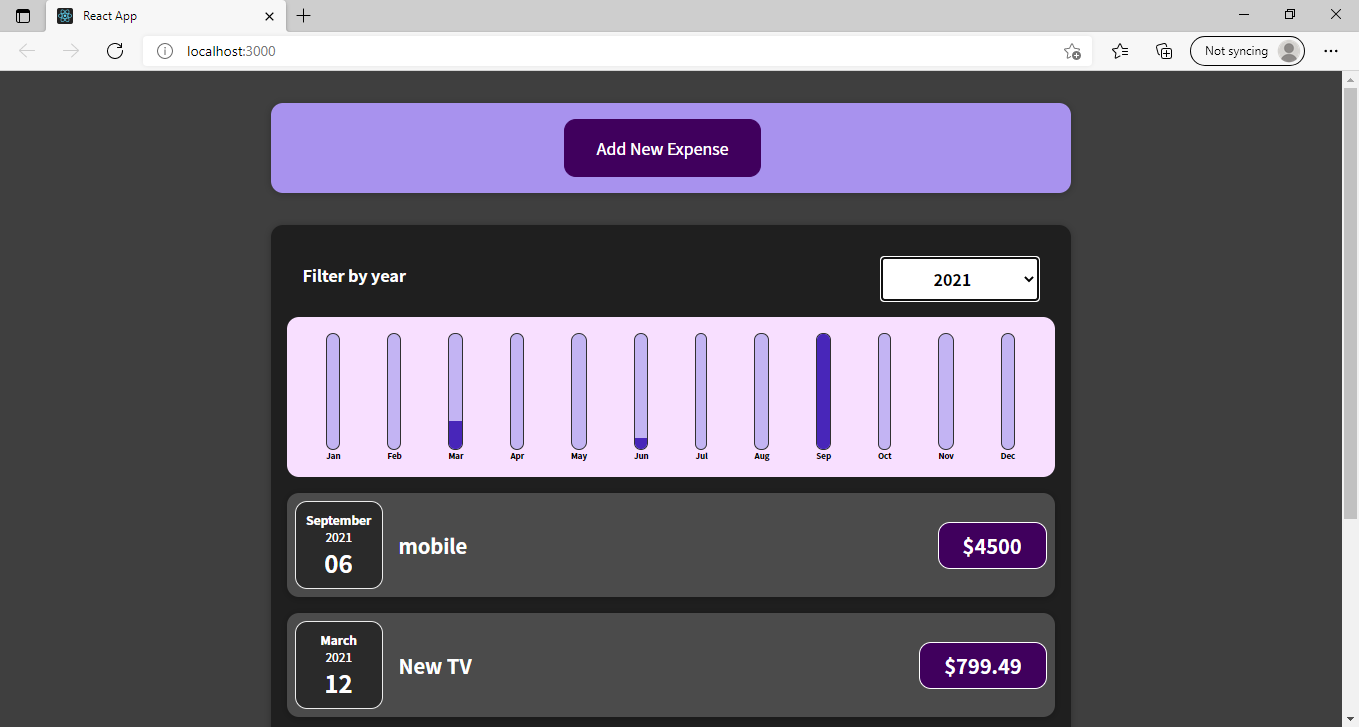 React App
localhost:3000
Not syncing
Add New Expense
Filter by year
2021
Jan Feb Mar Apr May Jun Jul Aug Sep Oct Nov Dec
September
2021
06
mobile
$4500
March
2021
12
New TV
$799.49